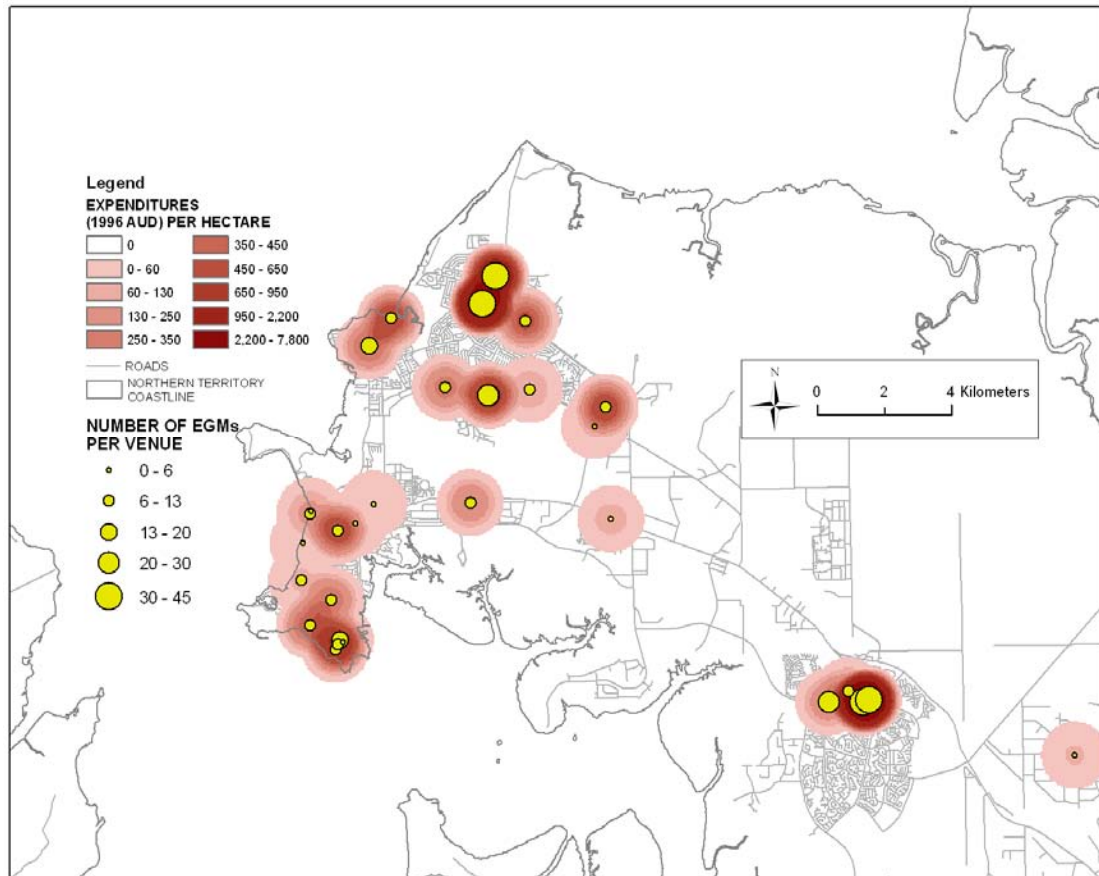 Legend
EXPENDITURES
(1996 AUD) PER HECTARE
0
0 - 60
60 - 130
130 - 250
250 - 350
350 - 450
450 - 650
650 - 950
950 - 2,200
2,200 - 7,800
ROADS
NORTHERN TERRITORY
COASTLINE
NUMBER OF EGMs
PER VENUE
0 - 6
6 - 13
13 - 20
20 - 30
30 - 45
N
0 2 4 Kilometers